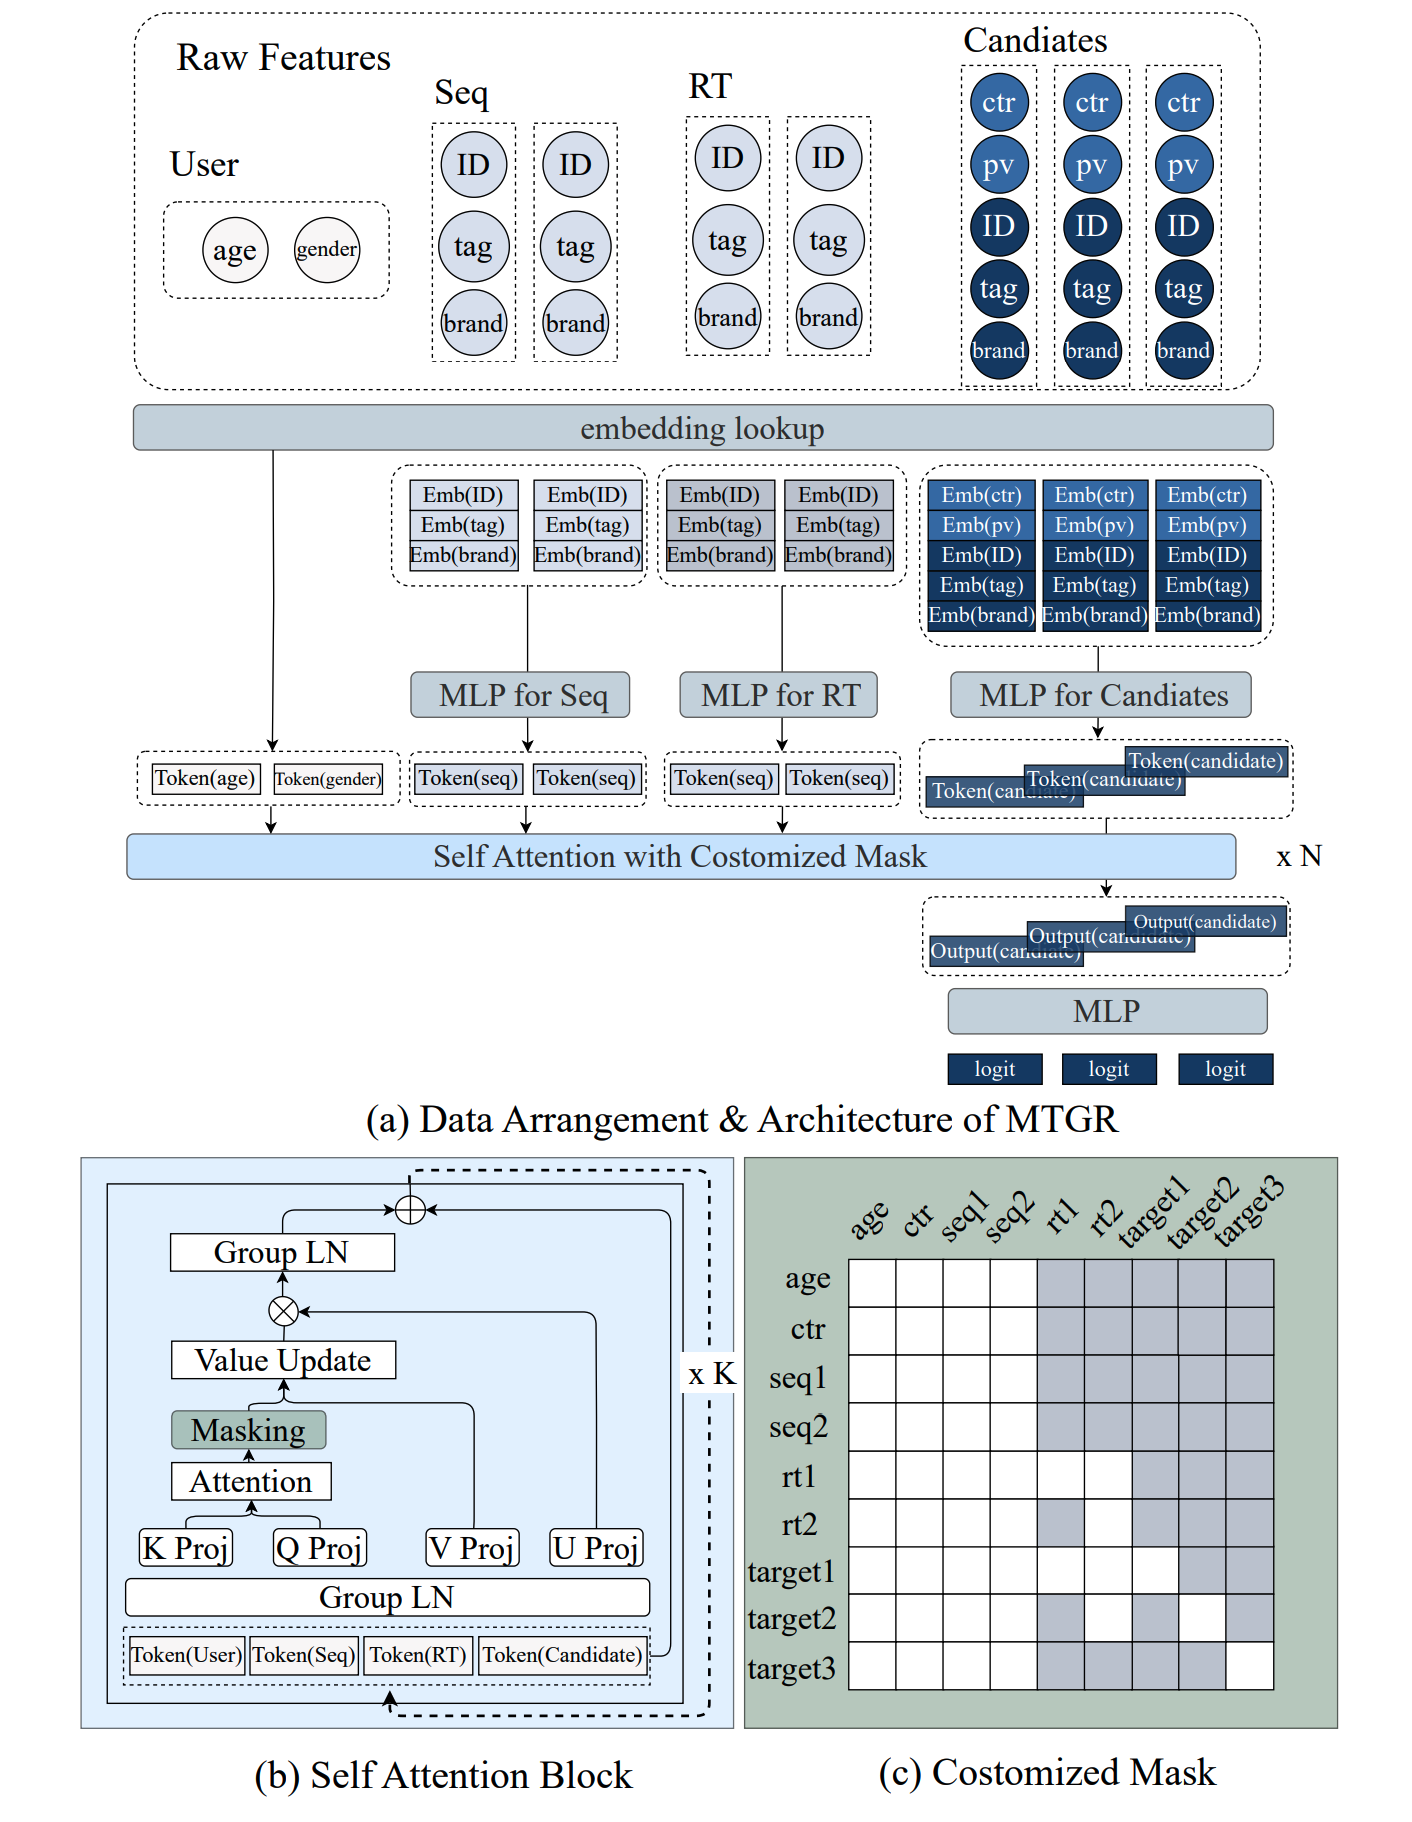 Raw Features
Candiates
Seq
RT
User
age gender
ID ID ID ID
tag tag tag tag
brand brand brand brand
ctr ctr ctr
pv pv pv
ID ID ID
tag tag tag
brand brand brand
embedding lookup
Emb(ID) Emb(ID) Emb(ID) Emb(ID) Emb(ctr) Emb(ctr) Emb(ctr)
Emb(tag) Emb(tag) Emb(tag) Emb(tag) Emb(pv) Emb(pv) Emb(pv)
Emb(brand) Emb(brand) Emb(brand) Emb(brand) Emb(ID) Emb(ID) Emb(ID)
Emb(tag) Emb(tag) Emb(tag)
Emb(brand) Emb(brand) Emb(brand)
MLP for Seq MLP for RT MLP for Candiates
Token(age) Token(gender) Token(seq) Token(seq) Token(seq) Token(seq) Token(candiate) Token(candidate) Token(candidate)
Self Attention with Costomized Mask x N
Output(candiate) Output(candidate) Output(candidate)
MLP
logit logit logit
(a) Data Arrangement & Architecture of MTGR
Group LN
Value Update
x K
Masking
Attention
K Proj Q Proj V Proj U Proj
Group LN
Token(User) Token(Seq) Token(RT) Token(Candidate)
(b) Self Attention Block
age ctr seq1 seq2 rt1 rt2 target1 target2 target3
age
ctr
seq1
seq2
rt1
rt2
target1
target2
target3
(c) Costomized Mask